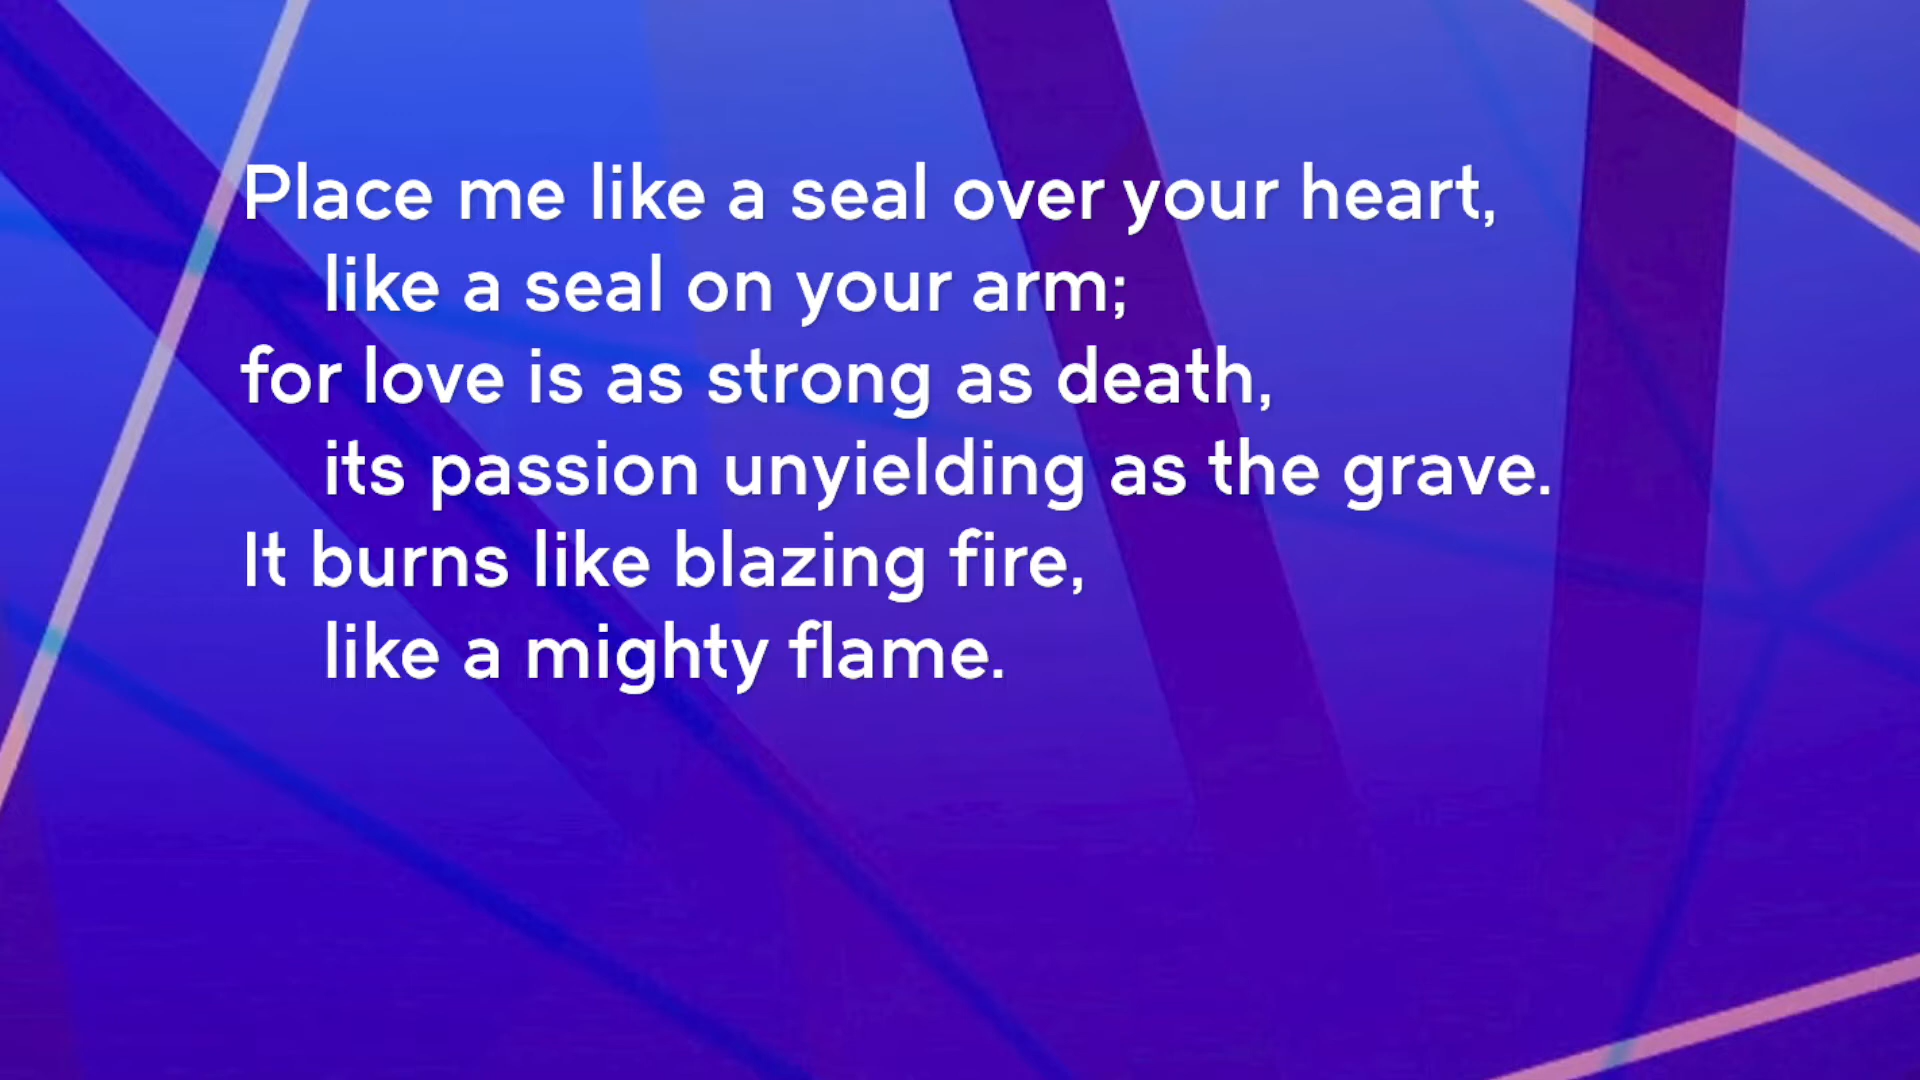 Place me like a seal over your heart,
like a seal on your arm;
for love is as strong as death,
its passion unyielding as the grave.
It burns like blazing fire,
like a mighty flame.